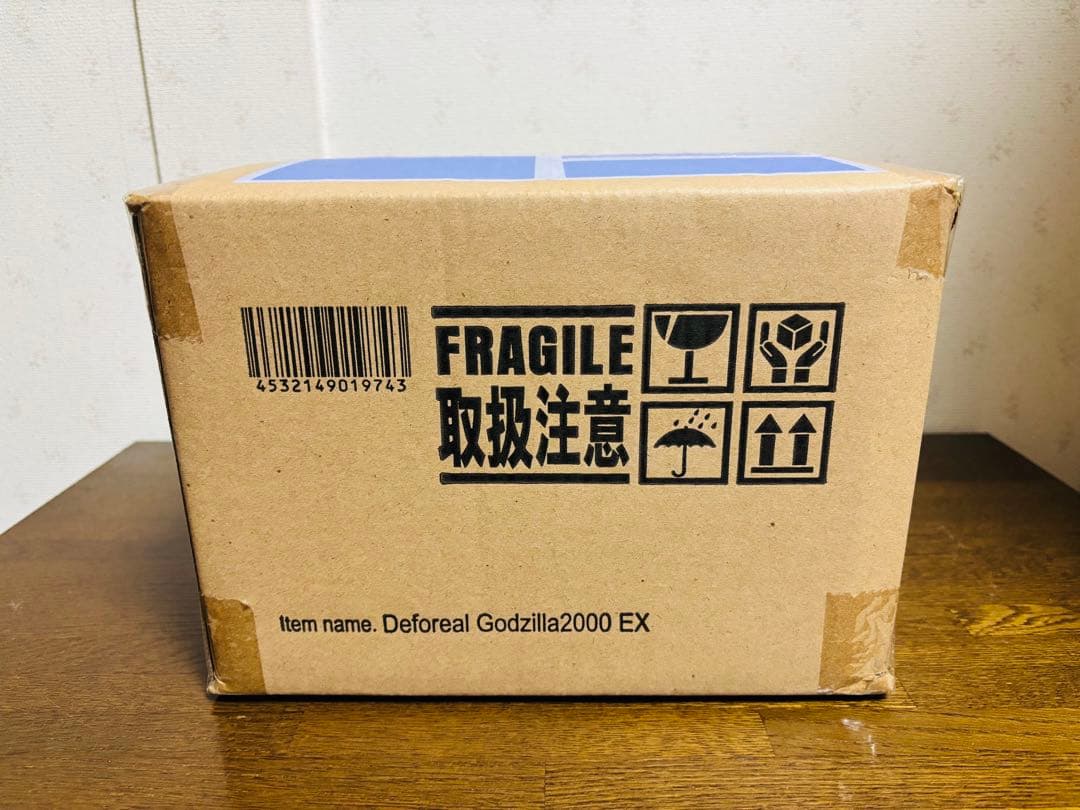 4532149019743
FRAGILE
取扱注意
Item name. Deforeal Godzilla2000 EX